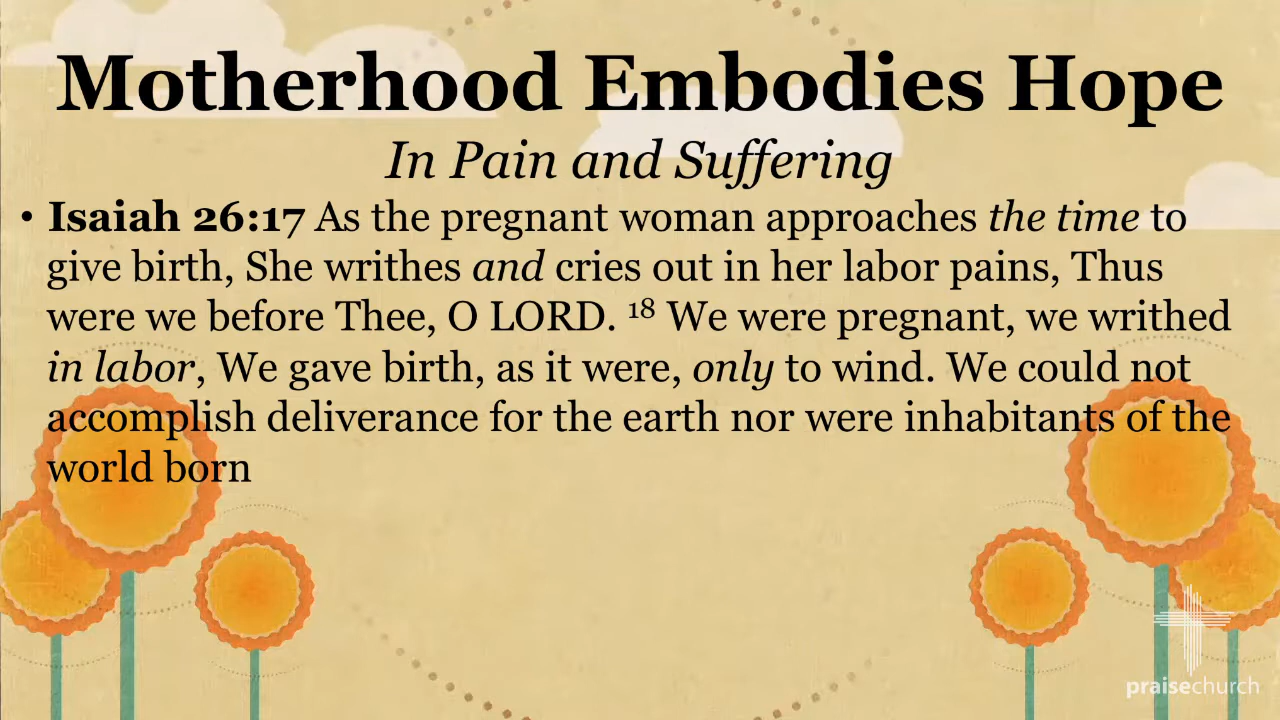 Motherhood Embodies Hope
In Pain and Suffering
• Isaiah 26:17 As the pregnant woman approaches the time to
give birth, She writhes and cries out in her labor pains, Thus
were we before Thee, O LORD. ¹⁸ We were pregnant, we writhed
in labor, We gave birth, as it were, only to wind. We could not
accomplish deliverance for the earth nor were inhabitants of the
world born
praisechurch